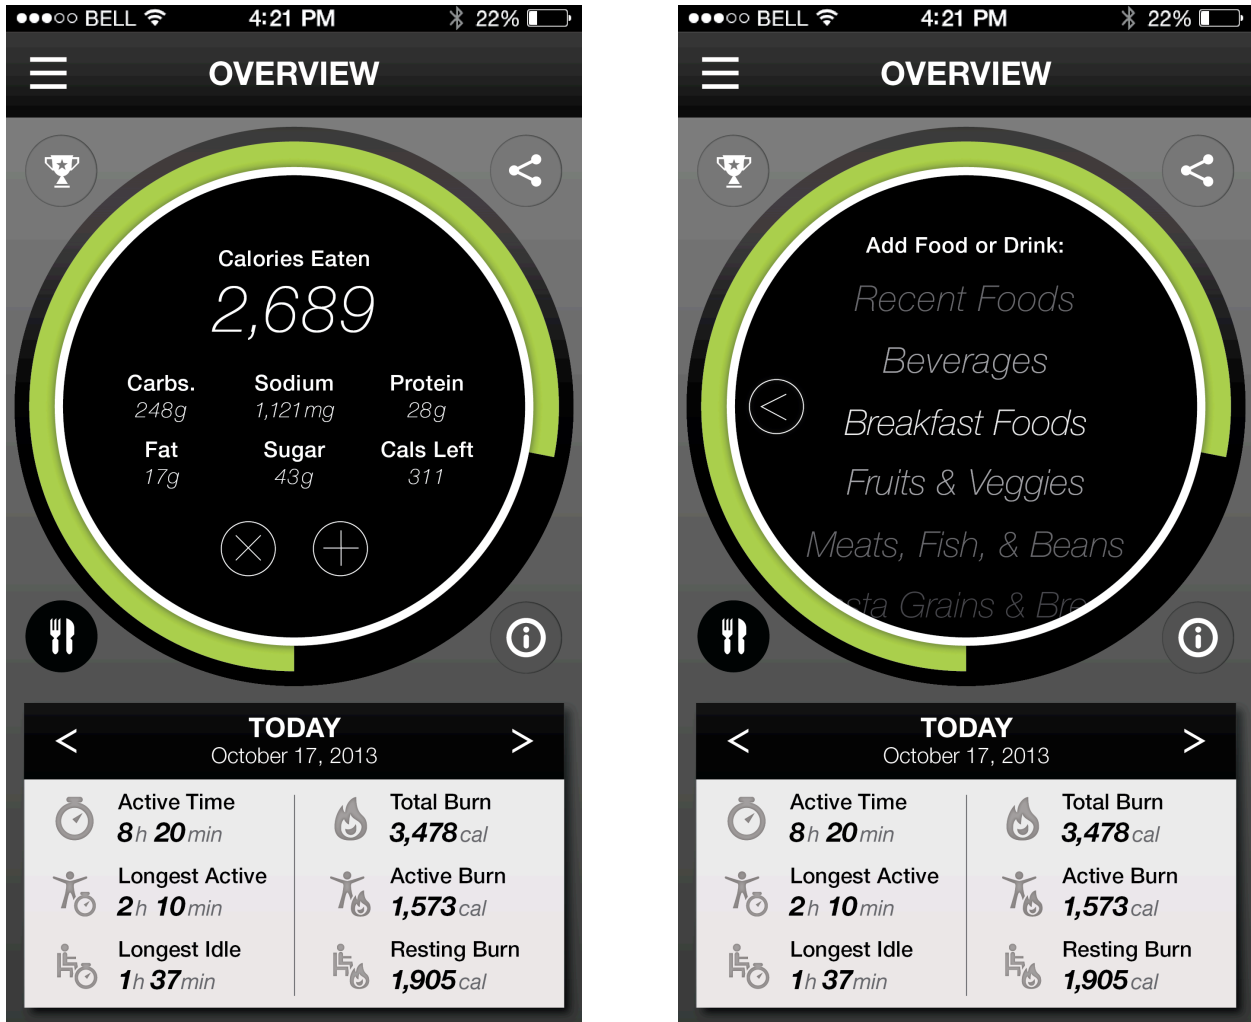 BELL 4:21 PM 22%
OVERVIEW
Calories Eaten
2,689
Carbs. Sodium Protein
248g 1,121mg 28g
Fat Sugar Cals Left
17g 43g 311
< TODAY >
October 17, 2013
Active Time Total Burn
8h 20min 3,478cal
Longest Active Active Burn
2h 10min 1,573cal
Longest Idle Resting Burn
1h 37min 1,905cal
BELL 4:21 PM 22%
OVERVIEW
Add Food or Drink:
Recent Foods
Beverages
<
Breakfast Foods
Fruits & Veggies
Meats, Fish, & Beans
sta Grains & Bre
< TODAY >
October 17, 2013
Active Time Total Burn
8h 20min 3,478cal
Longest Active Active Burn
2h 10min 1,573cal
Longest Idle Resting Burn
1h 37min 1,905cal